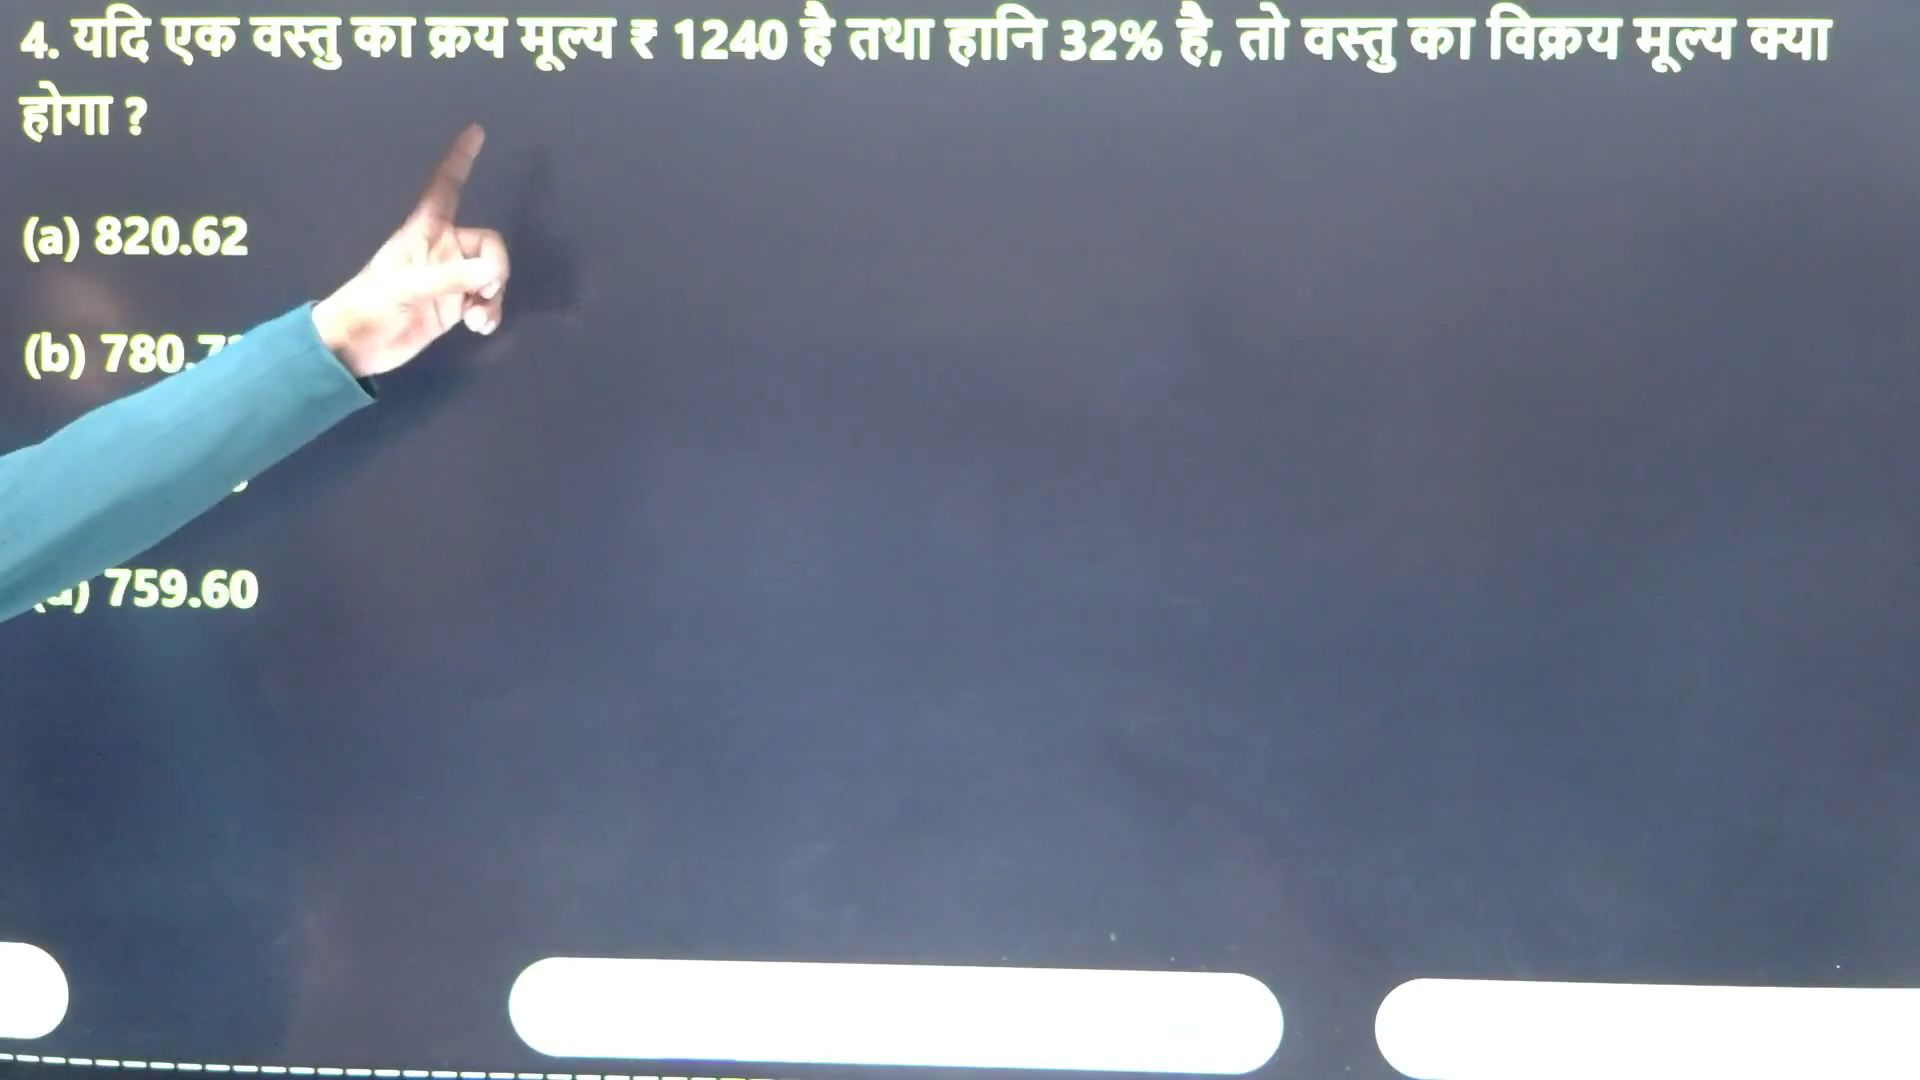 4. यदि एक वस्तु का क्रय मूल्य ₹ 1240 है तथा हानि 32% है, तो वस्तु का विक्रय मूल्य क्या
होगा ?
(a) 820.62
(b) 780.
759.60